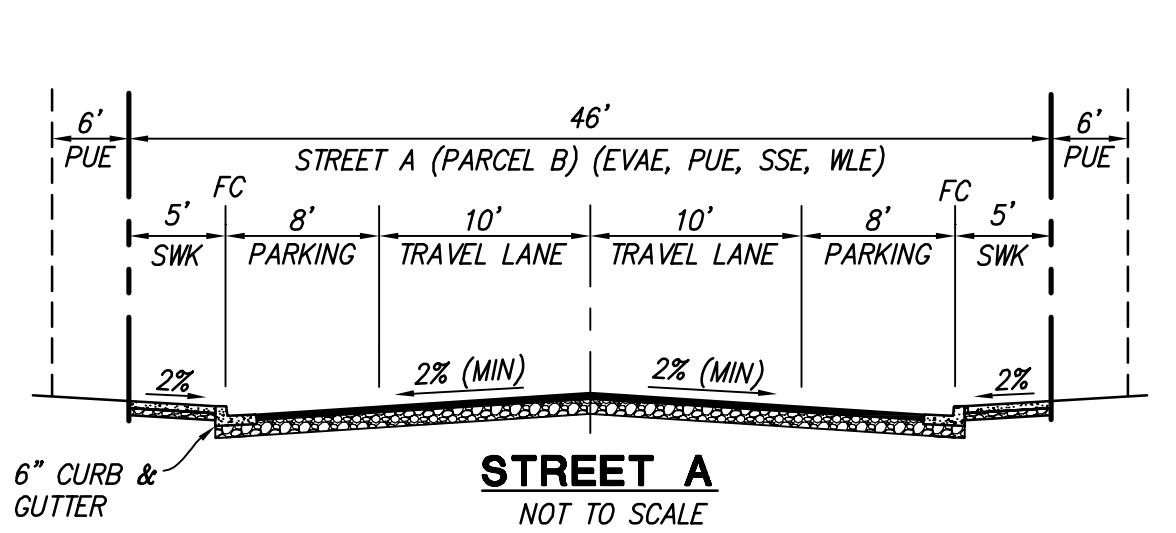 6' 46' 6'
PUE STREET A (PARCEL B) (EVAE, PUE, SSE, WLE) PUE
FC FC
5' 8' 10' 10' 8' 5'
SWK PARKING TRAVEL LANE TRAVEL LANE PARKING SWK
2% 2% (MIN) 2% (MIN) 2%
6" CURB &
GUTTER
STREET A
NOT TO SCALE